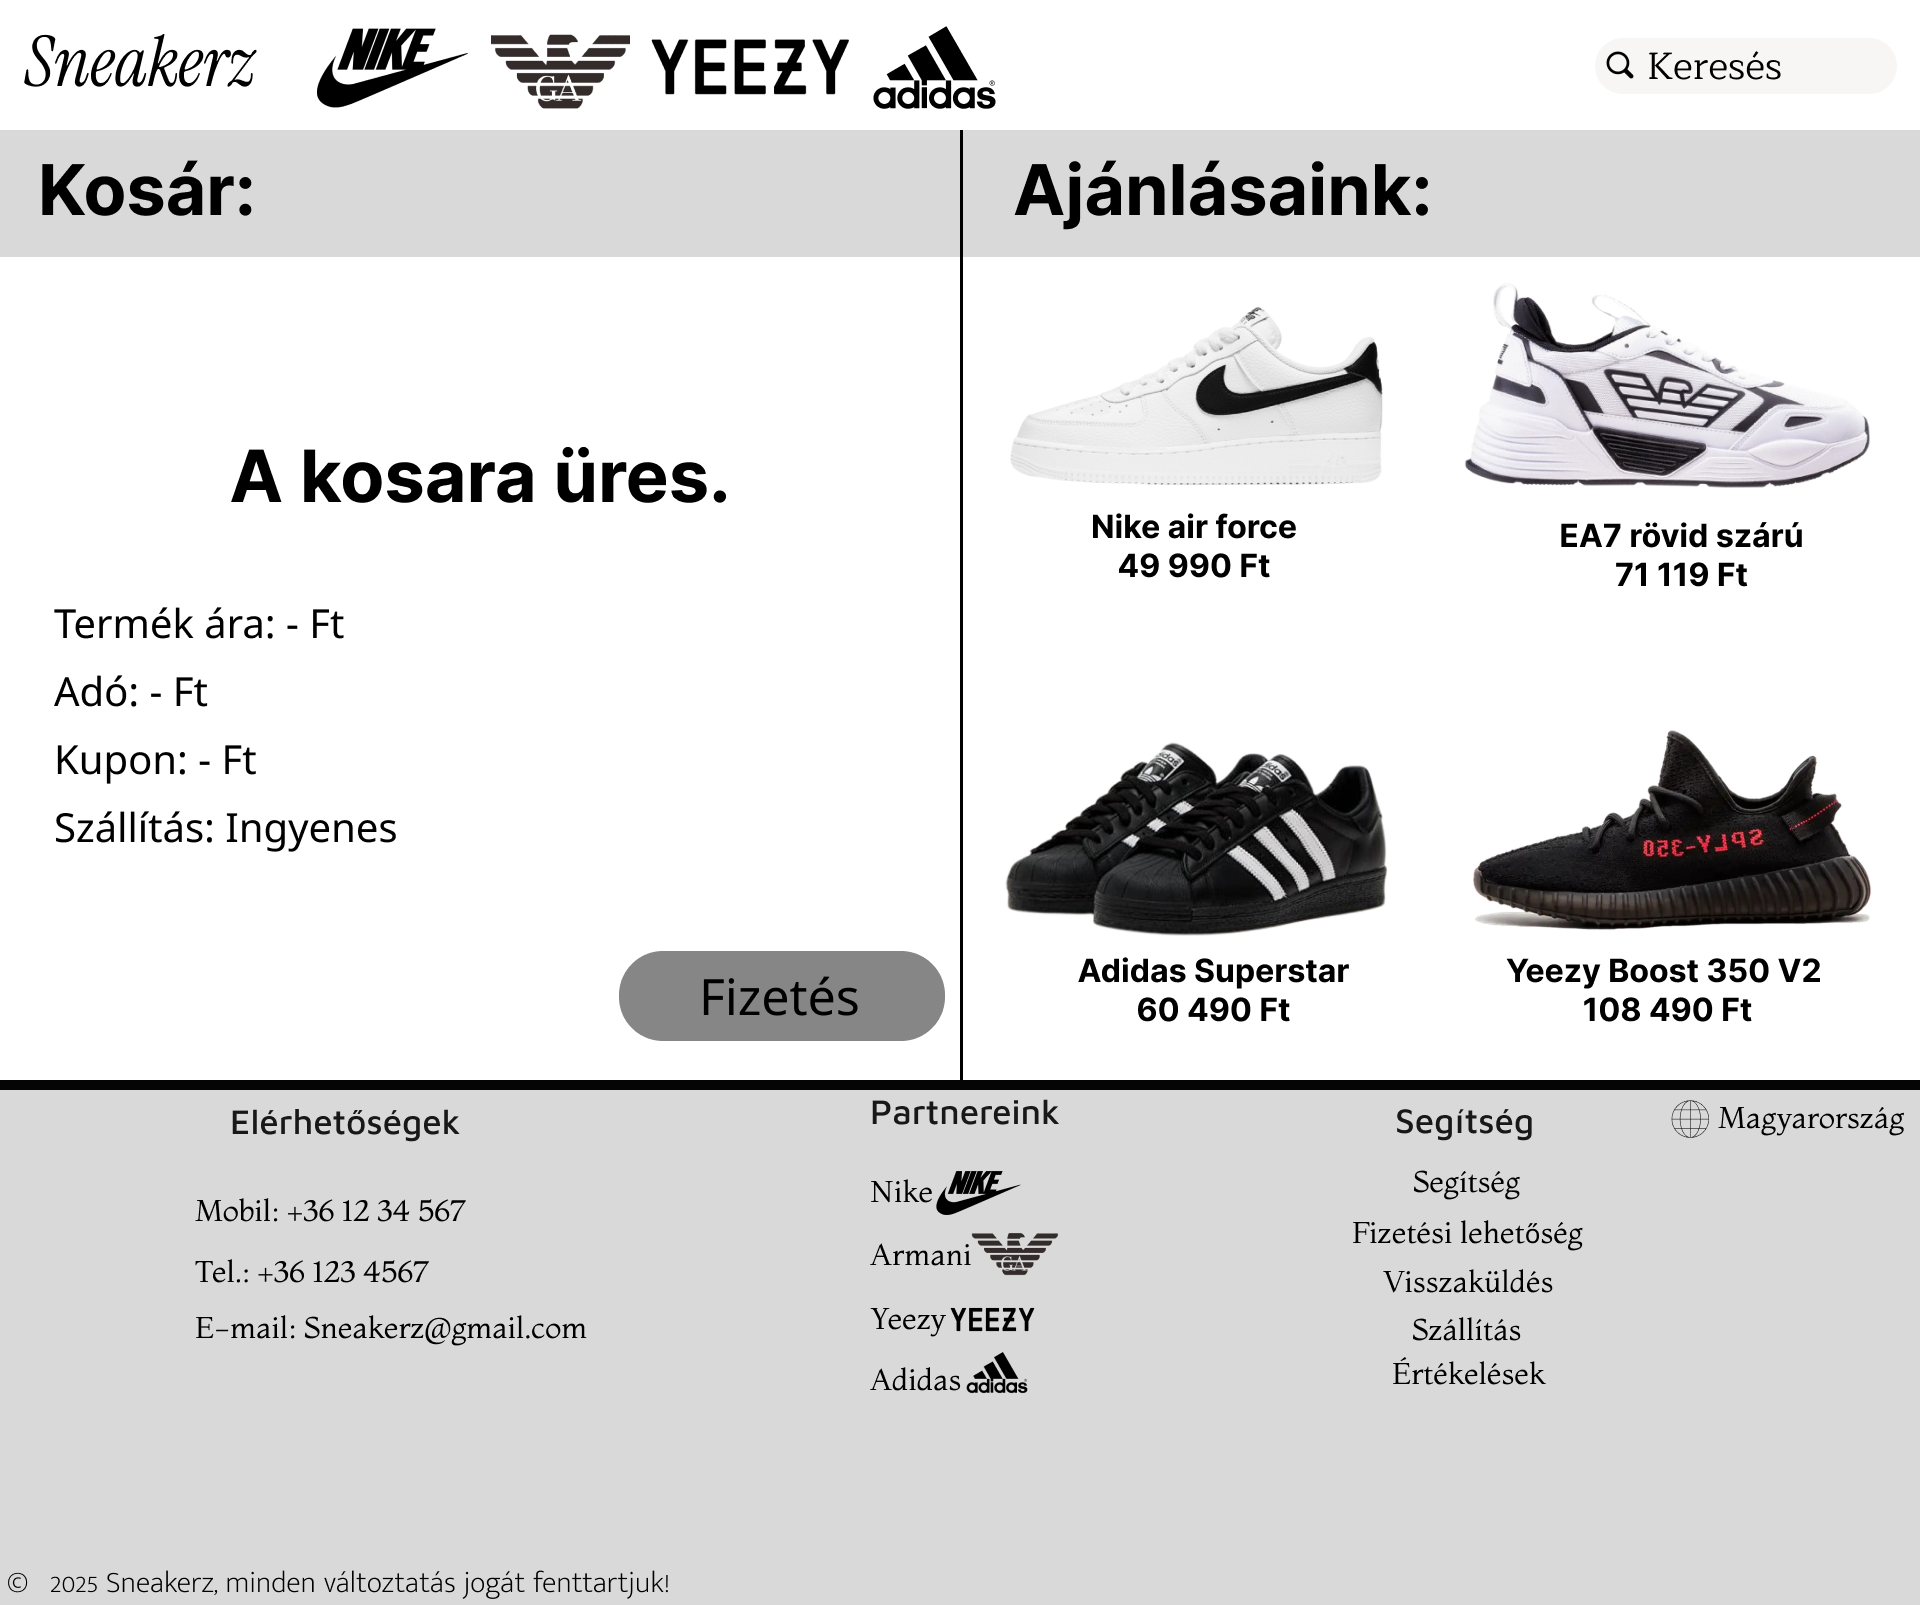 Sneakerz
NIKE
GA
YEEZY
adidas
Keresés
Kosár:
Ajánlásaink:
A kosara üres.
Termék ára: - Ft
Adó: - Ft
Kupon: - Ft
Szállítás: Ingyenes
Fizetés
Nike air force
49 990 Ft
EA7 rövid szárú
71 119 Ft
adidas
adidas
SPLY-350
Adidas Superstar
60 490 Ft
Yeezy Boost 350 V2
108 490 Ft
Elérhetőségek
Mobil: +36 12 34 567
Tel.: +36 123 4567
E-mail: Sneakerz@gmail.com
Partnereink
Nike NIKE
Armani GA
Yeezy YEEZY
Adidas adidas
Segítség
Segítség
Fizetési lehetőség
Visszaküldés
Szállítás
Értékelések
Magyarország
© 2025 Sneakerz, minden változtatás jogát fenttartjuk!